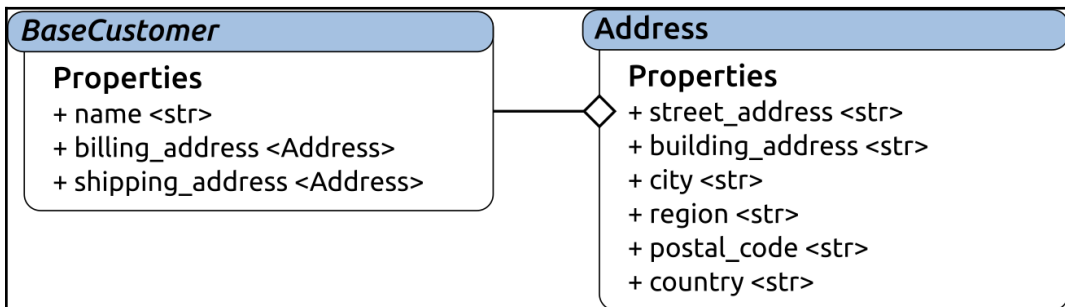 BaseCustomer
Properties
+ name <str>
+ billing_address <Address>
+ shipping_address <Address>
Address
Properties
+ street_address <str>
+ building_address <str>
+ city <str>
+ region <str>
+ postal_code <str>
+ country <str>